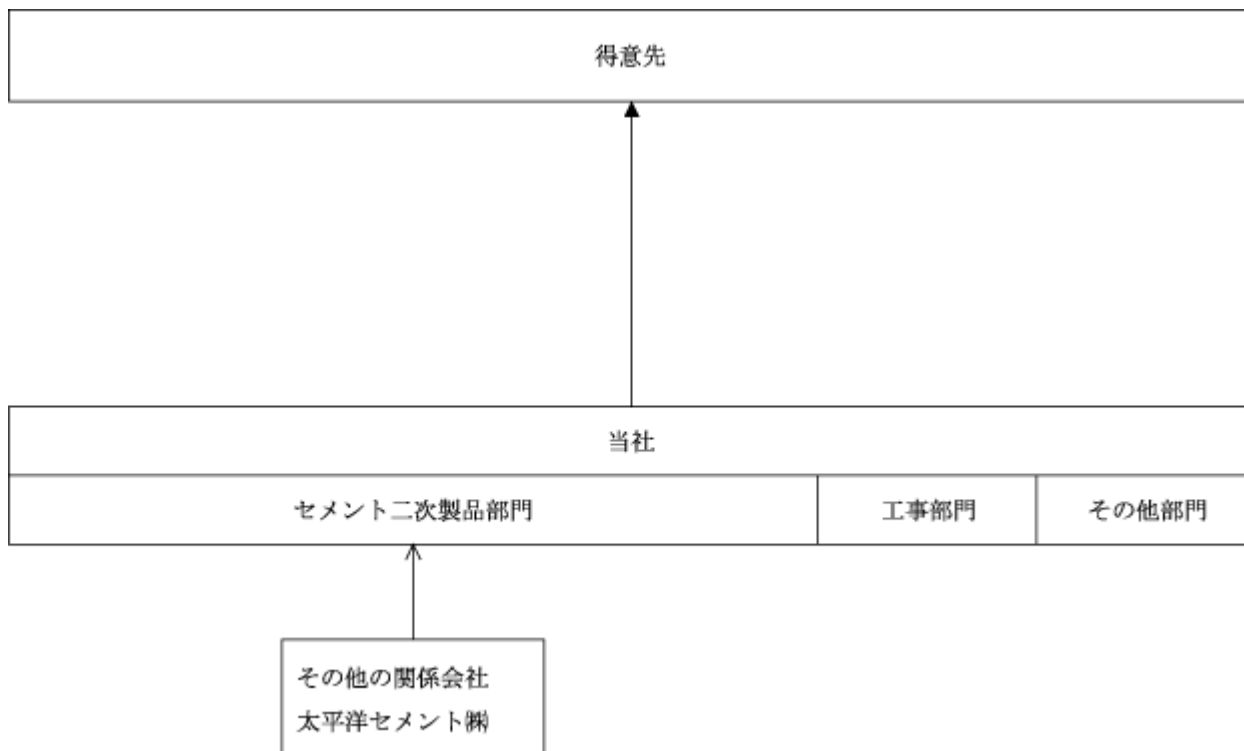 得意先
当社
セメント二次製品部門
工事部門
その他部門
その他の関係会社
太平洋セメント㈱